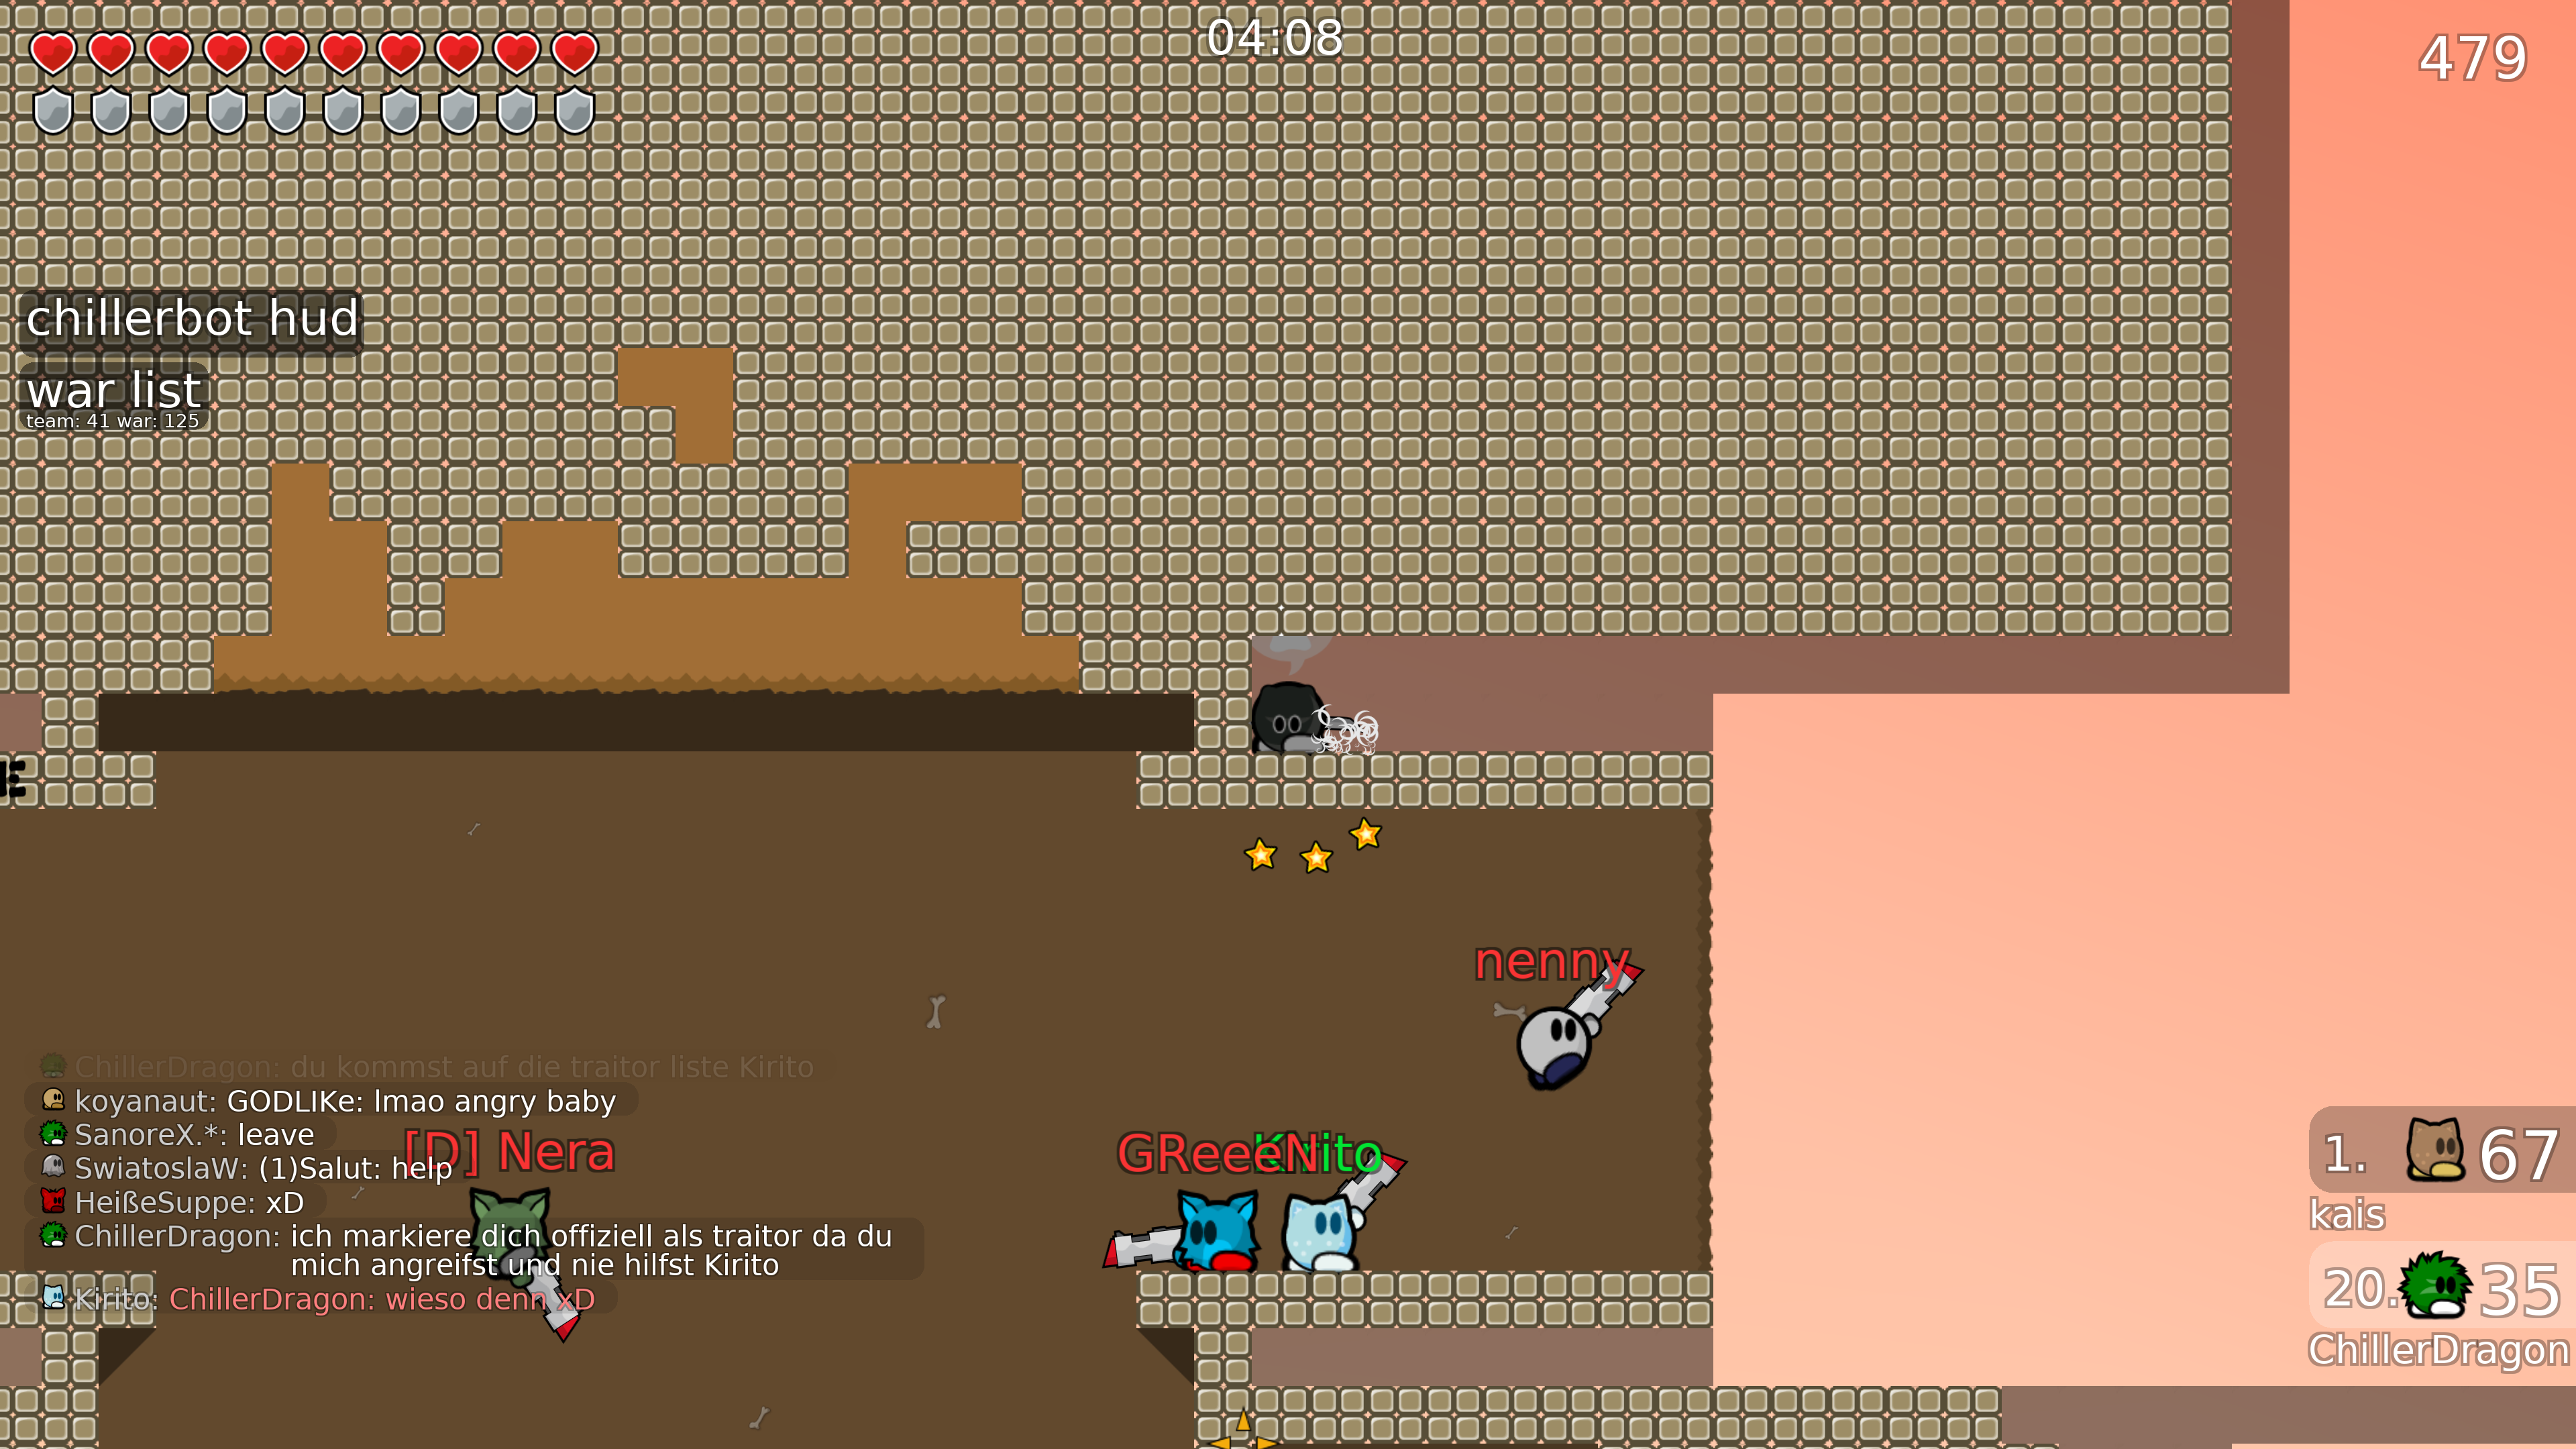 04:08
479
chillerbot hud
war list
team: 41 war: 125
nenny
ChillerDragon: du kommst auf die traitor liste Kirito
koyanaut: GODLIKe: lmao angry baby
SanoreX.*: leave
[D] Nera
GReeeN
Kirito
SwiatoslaW: (1)Salut: help
HeißeSuppe: xD
ChillerDragon: ich markiere dich offiziell als traitor da du
mich angreifst und nie hilfst Kirito
Kirito: ChillerDragon: wieso denn xD
1. 67
kais
20. 35
ChillerDragon